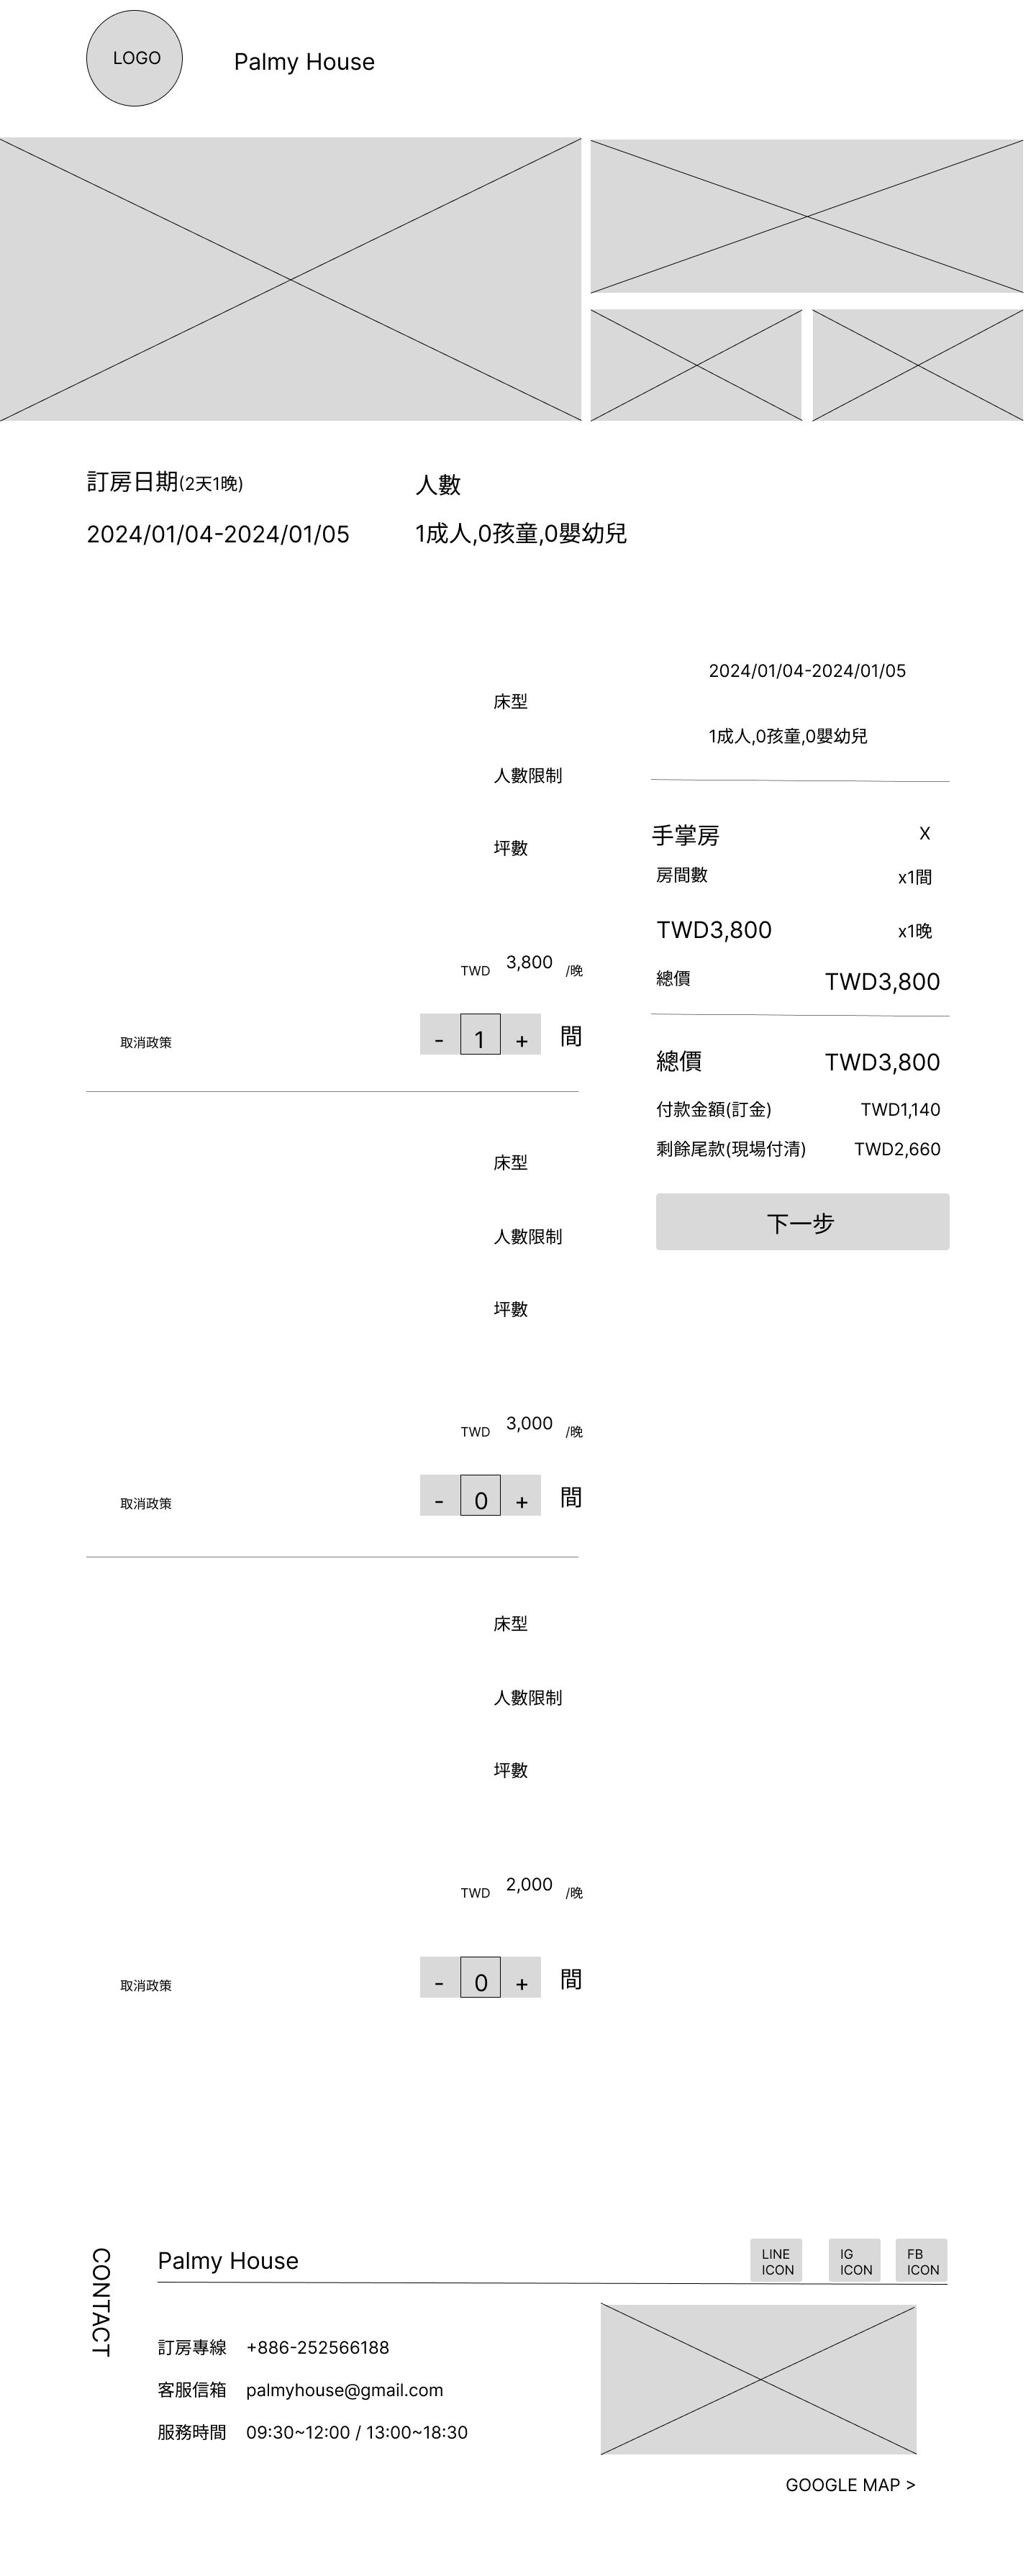 LOGO
Palmy House
訂房日期(2天1晚)
人數
2024/01/04-2024/01/05
1成人,0孩童,0嬰幼兒
床型
人數限制
坪數
TWD 3,800 /晚
取消政策
- 1 + 間
床型
人數限制
坪數
TWD 3,000 /晚
取消政策
- 0 + 間
床型
人數限制
坪數
TWD 2,000 /晚
取消政策
- 0 + 間
2024/01/04-2024/01/05
1成人,0孩童,0嬰幼兒
手掌房 X
房間數 x1間
TWD3,800 x1晚
總價 TWD3,800
總價 TWD3,800
付款金額(訂金) TWD1,140
剩餘尾款(現場付清) TWD2,660
下一步
CONTACT
Palmy House
LINE
ICON
IG
ICON
FB
ICON
訂房專線 +886-252566188
客服信箱 palmyhouse@gmail.com
服務時間 09:30~12:00 / 13:00~18:30
GOOGLE MAP >